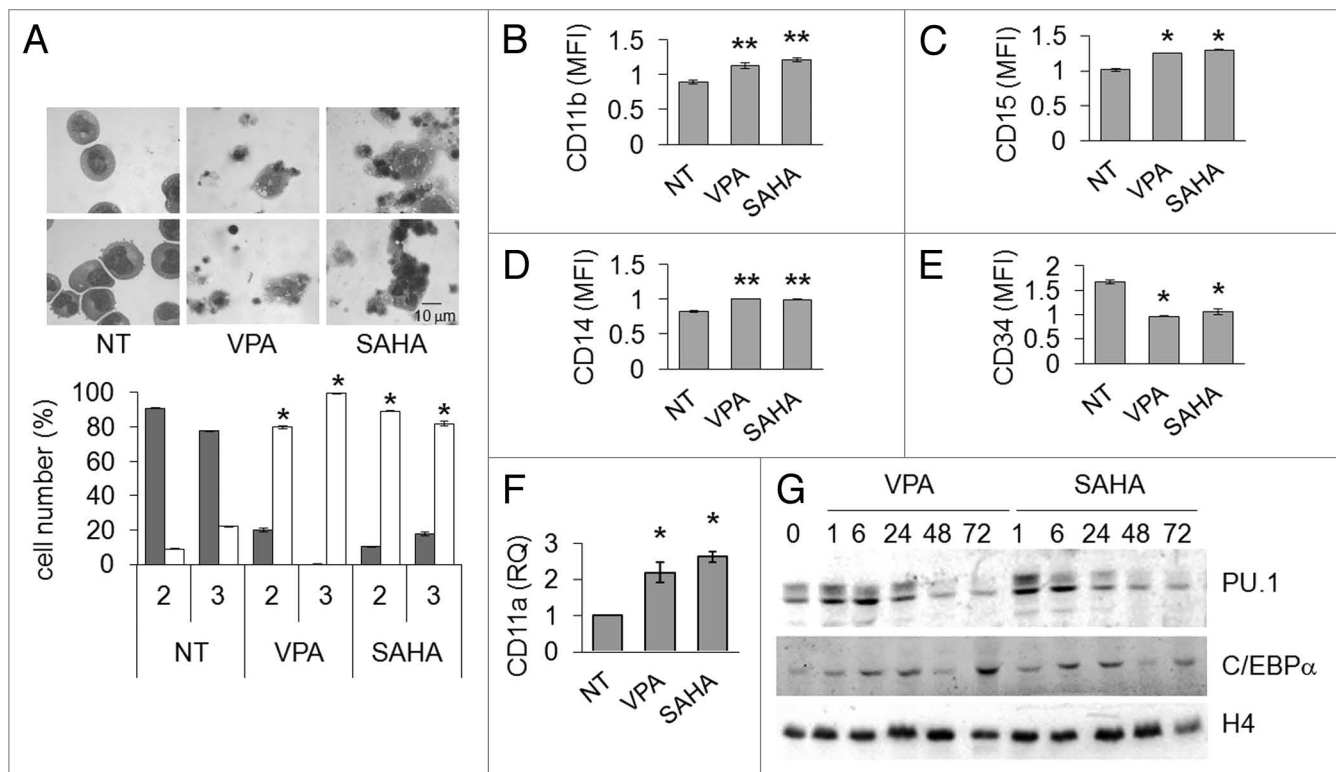 A
10 μm
NT VPA SAHA
cell number (%)
100
80
60
40
20
0
* * * *
2 3 2 3 2 3
NT VPA SAHA
B
CD11b (MFI)
1.5
1
0.5
0
** **
NT VPA SAHA
C
CD15 (MFI)
1.5
1
0.5
0
* *
NT VPA SAHA
D
CD14 (MFI)
1.5
1
0.5
0
** **
NT VPA SAHA
E
CD34 (MFI)
2
1.5
1
0.5
0
* *
NT VPA SAHA
F
CD11a (RQ)
3
2
1
0
* *
NT VPA SAHA
G
VPA SAHA
0 1 6 24 48 72 1 6 24 48 72
PU.1
C/EBPα
H4